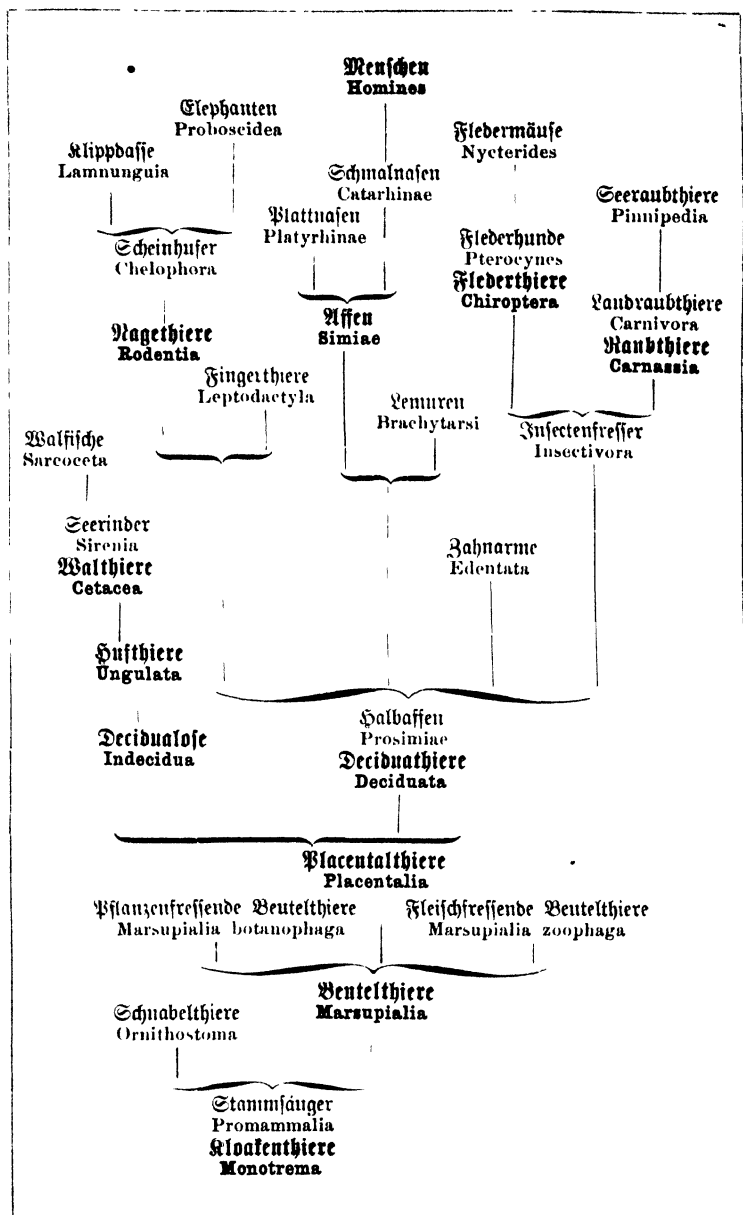 Menschen
Homines
Elephanten
Proboscidea
Fledermäuse
Nycterides
Klippdasse
Lamnunguia
Schmalnasen
Catarhinae
Seeraubthiere
Pinnipedia
Plattnasen
Platyrhinae
Flederhunde
Pterocynes
Scheinhufer
Chelophora
Flederthiere
Chiroptera
Landraubthiere
Carnivora
Affen
Simiae
Nagethiere
Rodentia
Raubthiere
Carnassia
Fingerthiere
Leptodactyla
Lemuren
Brachytarsi
Walfische
Sarcoceta
Insectenfresser
Insectivora
Seerinder
Sirenia
Walthiere
Cetacea
Zahnarme
Edentata
Hufthiere
Ungulata
Halbaffen
Prosimiae
Decidualose
Indecidua
Deciduathiere
Deciduata
Placentalthiere
Placentalia
Pflanzenfressende Beutelthiere
Marsupialia botanophaga
Fleischfressende Beutelthiere
Marsupialia zoophaga
Beutelthiere
Marsupialia
Schnabelthiere
Ornithostoma
Stammsäuger
Promammalia
Kloakenthiere
Monotrema